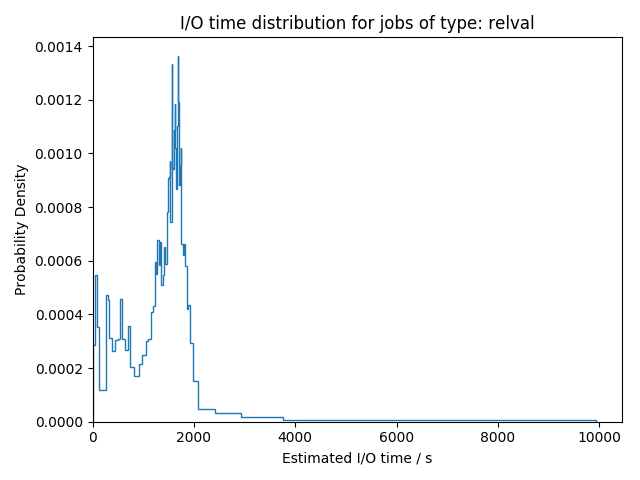 I/O time distribution for jobs of type: relval
Probability Density
0.0014
0.0012
0.0010
0.0008
0.0006
0.0004
0.0002
0.0000
0 2000 4000 6000 8000 10000
Estimated I/O time / s